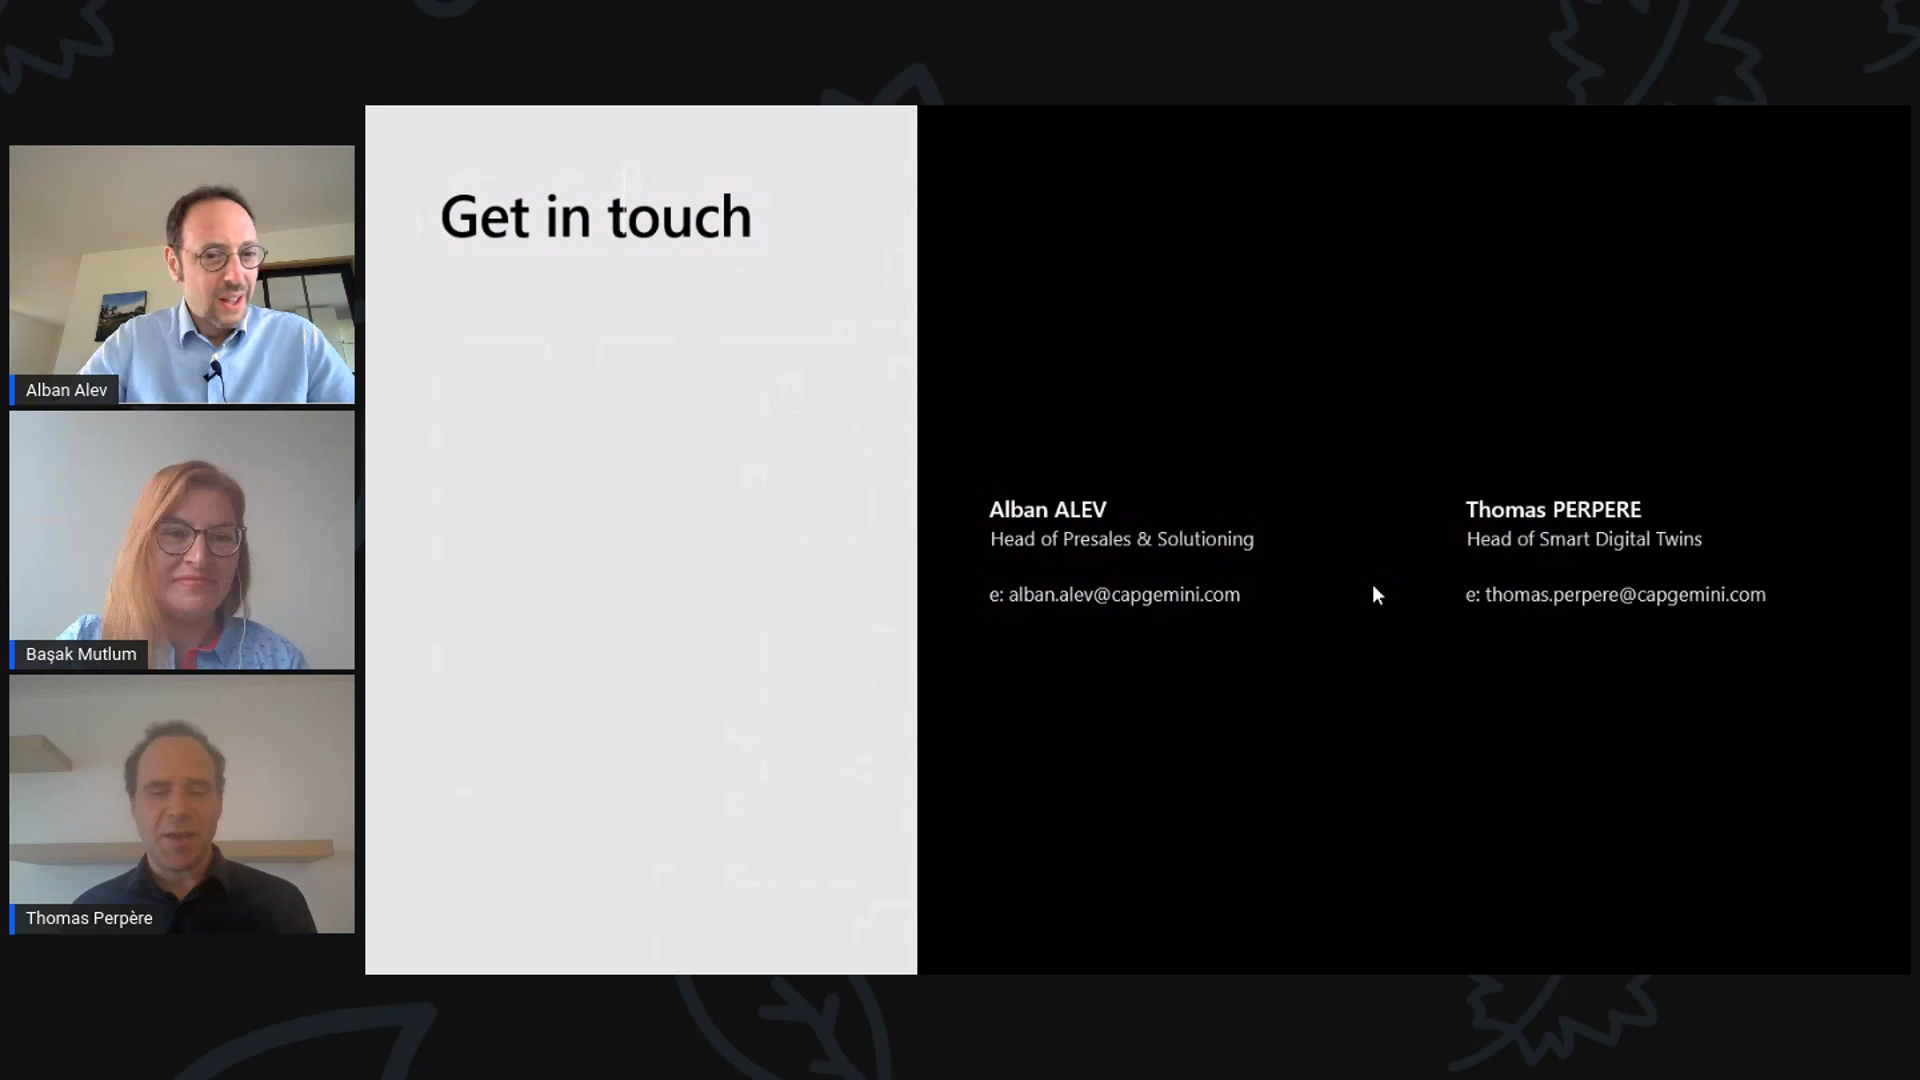 Get in touch
Alban ALEV
Head of Presales & Solutioning
e: alban.alev@capgemini.com
Thomas PERPERE
Head of Smart Digital Twins
e: thomas.perpere@capgemini.com
Alban Alev
Başak Mutlum
Thomas Perpère